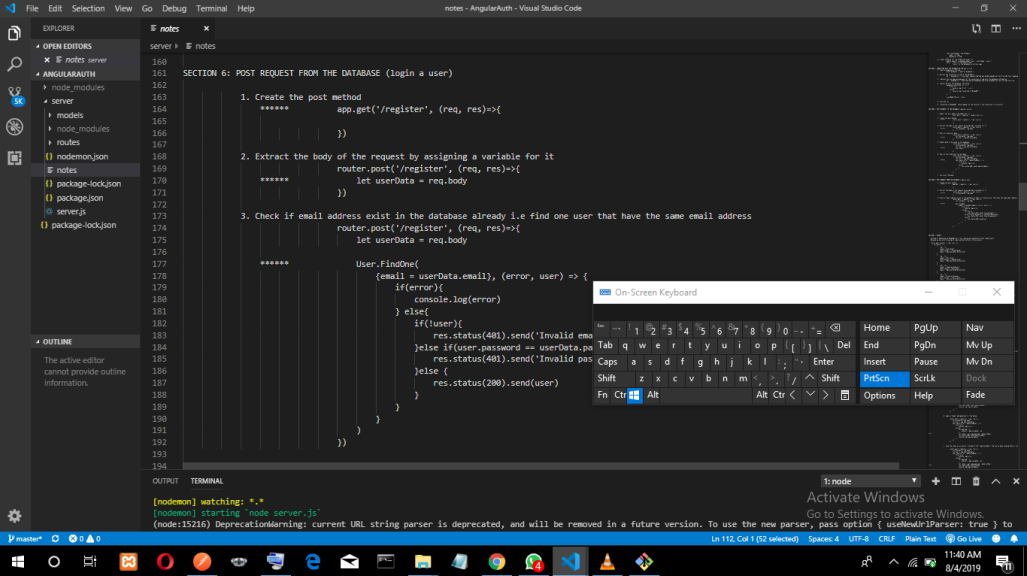 File Edit Selection View Go Debug Terminal Help
notes - AngularAuth - Visual Studio Code
EXPLORER
OPEN EDITORS
notes server
ANGULARAUTH
node_modules
server
models
node_modules
routes
nodemon.json
notes
package-lock.json
package.json
server.js
package-lock.json
OUTLINE
The active editor
cannot provide outline
information.
5K
notes
server notes
160
161 SECTION 6: POST REQUEST FROM THE DATABASE (login a user)
162
163 1. Create the post method
164 ****** app.get('/register', (req, res)=>{
165
166 })
167
168 2. Extract the body of the request by assigning a variable for it
169 router.post('/register', (req, res)=>{
170 ****** let userData = req.body
171 })
172
173 3. Check if email address exist in the database already i.e find one user that have the same email address
174 router.post('/register', (req, res)=>{
175 let userData = req.body
176
177 ****** User.FindOne(
178 {email = userData.email}, (error, user) => {
179 if(error){
180 console.log(error)
181 } else{
182 if(!user){
183 res.status(401).send('Invalid ema
184 }else if(user.password == userData.pa
185 res.status(401).send('Invalid pas
186 }else {
187 res.status(200).send(user)
188 }
189 }
190 }
191 )
192 })
193
194
On-Screen Keyboard
Home PgUp Nav
Tab q w e r t y u i o p [ ] \ Del End PgDn Mv Up
Caps a s d f g h j k l ; ' Enter Insert Pause Mv Dn
Shift z x c v b n m , . / Shift PrtScn ScrLk Dock
Fn Ctr Alt Alt Ctr Options Help Fade
OUTPUT TERMINAL
1: node
[nodemon] watching: *.*
[nodemon] starting `node server.js`
(node:15216) DeprecationWarning: current URL string parser is deprecated, and will be removed in a future version. To use the new parser, pass option { useNewUrlParser: true } to
Activate Windows
Go to Settings to activate Windows.
master* 0 0
Ln 112, Col 1 (52 selected) Spaces: 4 UTF-8 CRLF Plain Text Go Live
4
11:40 AM
8/4/2019
11